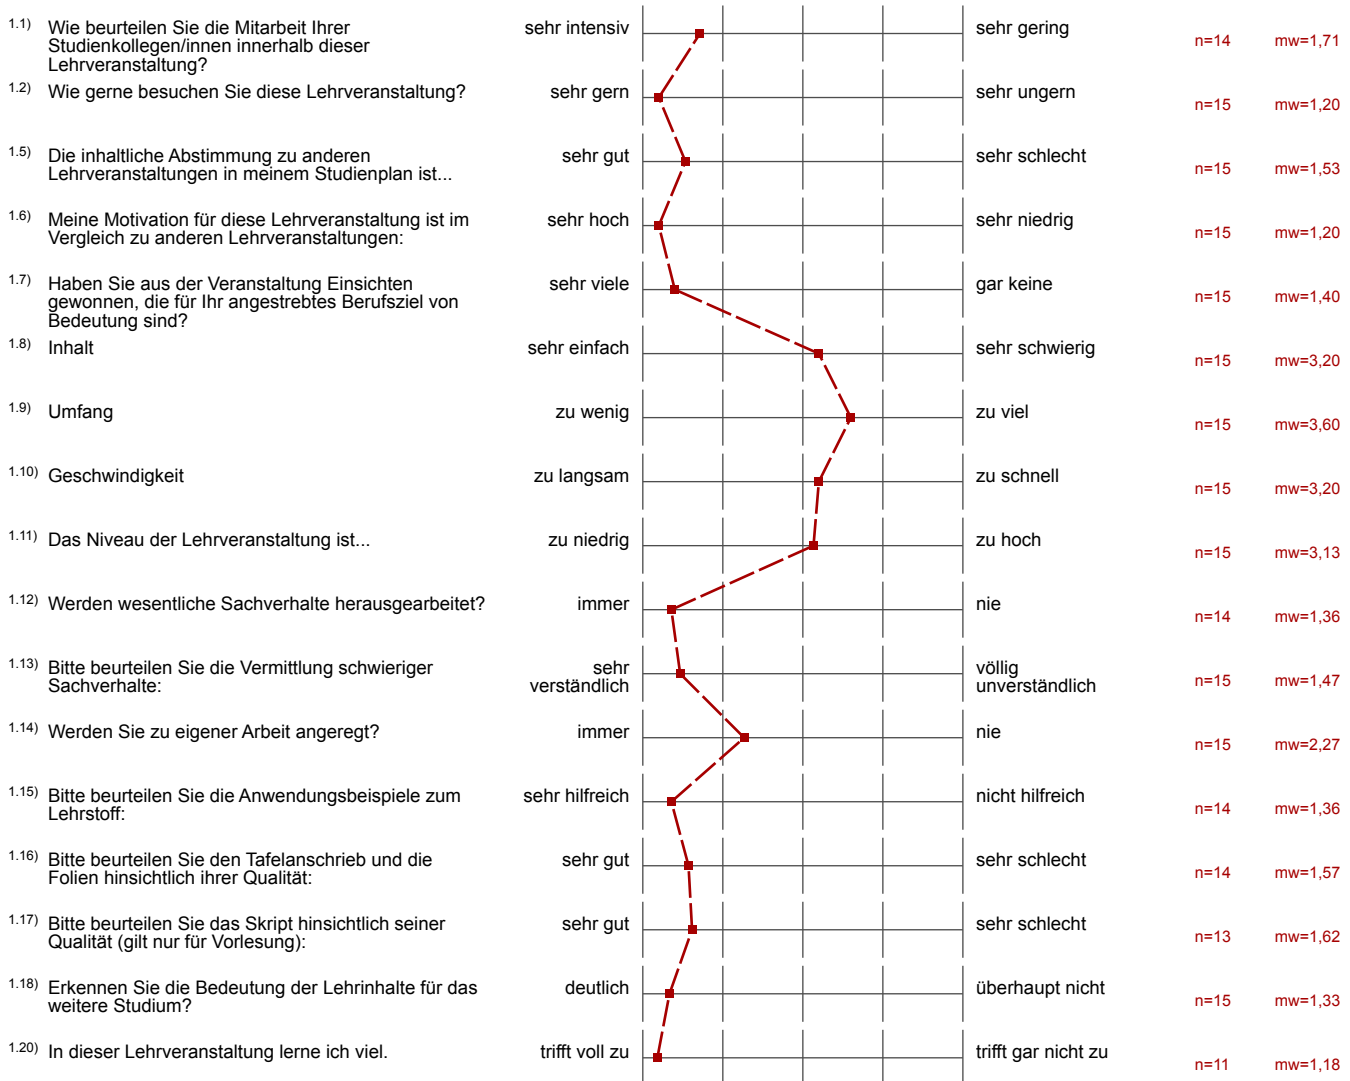 1.1) Wie beurteilen Sie die Mitarbeit Ihrer
Studienkollegen/innen innerhalb dieser
Lehrveranstaltung?
sehr intensiv
sehr gering
n=14
mw=1,71
1.2) Wie gerne besuchen Sie diese Lehrveranstaltung?
sehr gern
sehr ungern
n=15
mw=1,20
1.5) Die inhaltliche Abstimmung zu anderen
Lehrveranstaltungen in meinem Studienplan ist...
sehr gut
sehr schlecht
n=15
mw=1,53
1.6) Meine Motivation für diese Lehrveranstaltung ist im
Vergleich zu anderen Lehrveranstaltungen:
sehr hoch
sehr niedrig
n=15
mw=1,20
1.7) Haben Sie aus der Veranstaltung Einsichten
gewonnen, die für Ihr angestrebtes Berufsziel von
Bedeutung sind?
sehr viele
gar keine
n=15
mw=1,40
1.8) Inhalt
sehr einfach
sehr schwierig
n=15
mw=3,20
1.9) Umfang
zu wenig
zu viel
n=15
mw=3,60
1.10) Geschwindigkeit
zu langsam
zu schnell
n=15
mw=3,20
1.11) Das Niveau der Lehrveranstaltung ist...
zu niedrig
zu hoch
n=15
mw=3,13
1.12) Werden wesentliche Sachverhalte herausgearbeitet?
immer
nie
n=14
mw=1,36
1.13) Bitte beurteilen Sie die Vermittlung schwieriger
Sachverhalte:
sehr
verständlich
völlig
unverständlich
n=15
mw=1,47
1.14) Werden Sie zu eigener Arbeit angeregt?
immer
nie
n=15
mw=2,27
1.15) Bitte beurteilen Sie die Anwendungsbeispiele zum
Lehrstoff:
sehr hilfreich
nicht hilfreich
n=14
mw=1,36
1.16) Bitte beurteilen Sie den Tafelanschrieb und die
Folien hinsichtlich ihrer Qualität:
sehr gut
sehr schlecht
n=14
mw=1,57
1.17) Bitte beurteilen Sie das Skript hinsichtlich seiner
Qualität (gilt nur für Vorlesung):
sehr gut
sehr schlecht
n=13
mw=1,62
1.18) Erkennen Sie die Bedeutung der Lehrinhalte für das
weitere Studium?
deutlich
überhaupt nicht
n=15
mw=1,33
1.20) In dieser Lehrveranstaltung lerne ich viel.
trifft voll zu
trifft gar nicht zu
n=11
mw=1,18